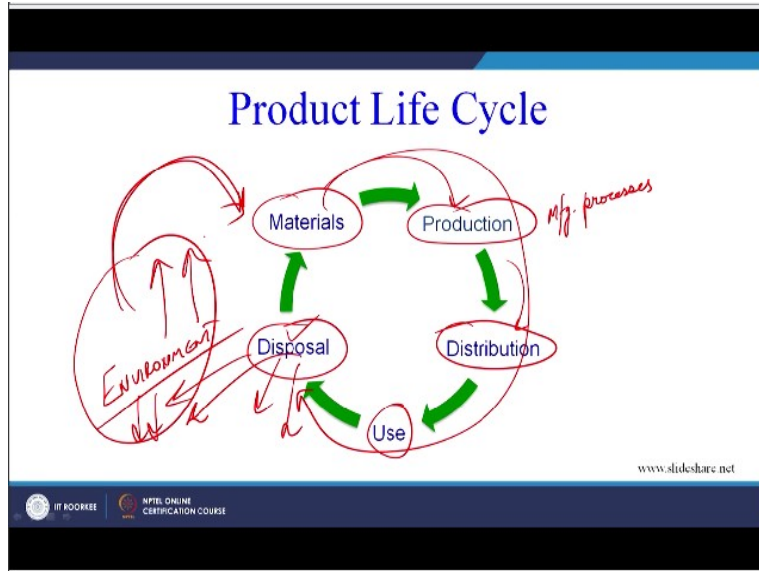 Product Life Cycle
Materials
Production
Mfg. processes
Disposal
Distribution
ENVIRONMENT
Use
www.slideshare.net
IIT ROORKEE
NPTEL ONLINE
CERTIFICATION COURSE